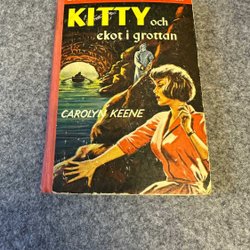 KITTY och
ekot i grottan
CAROLYN KEENE